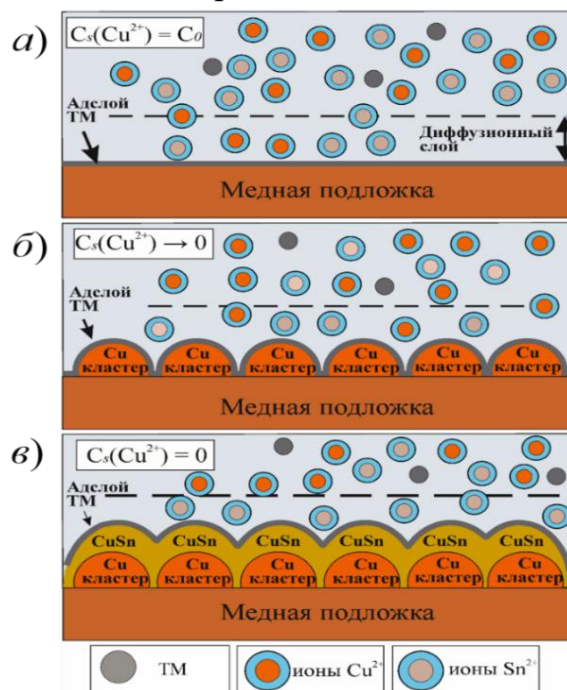 а)
Cₛ(Cu²⁺) = C₀
Адслой
ТМ
Диффузионный
слой
Медная подложка
б)
Cₛ(Cu²⁺) → 0
Адслой
ТМ
Cu Cu Cu Cu Cu Cu
кластер кластер кластер кластер кластер кластер
Медная подложка
в)
Cₛ(Cu²⁺) = 0
Адслой
ТМ
CuSn CuSn CuSn CuSn CuSn CuSn
Cu Cu Cu Cu Cu Cu
кластер кластер кластер кластер кластер кластер
Медная подложка
ТМ ионы Cu²⁺ ионы Sn²⁺